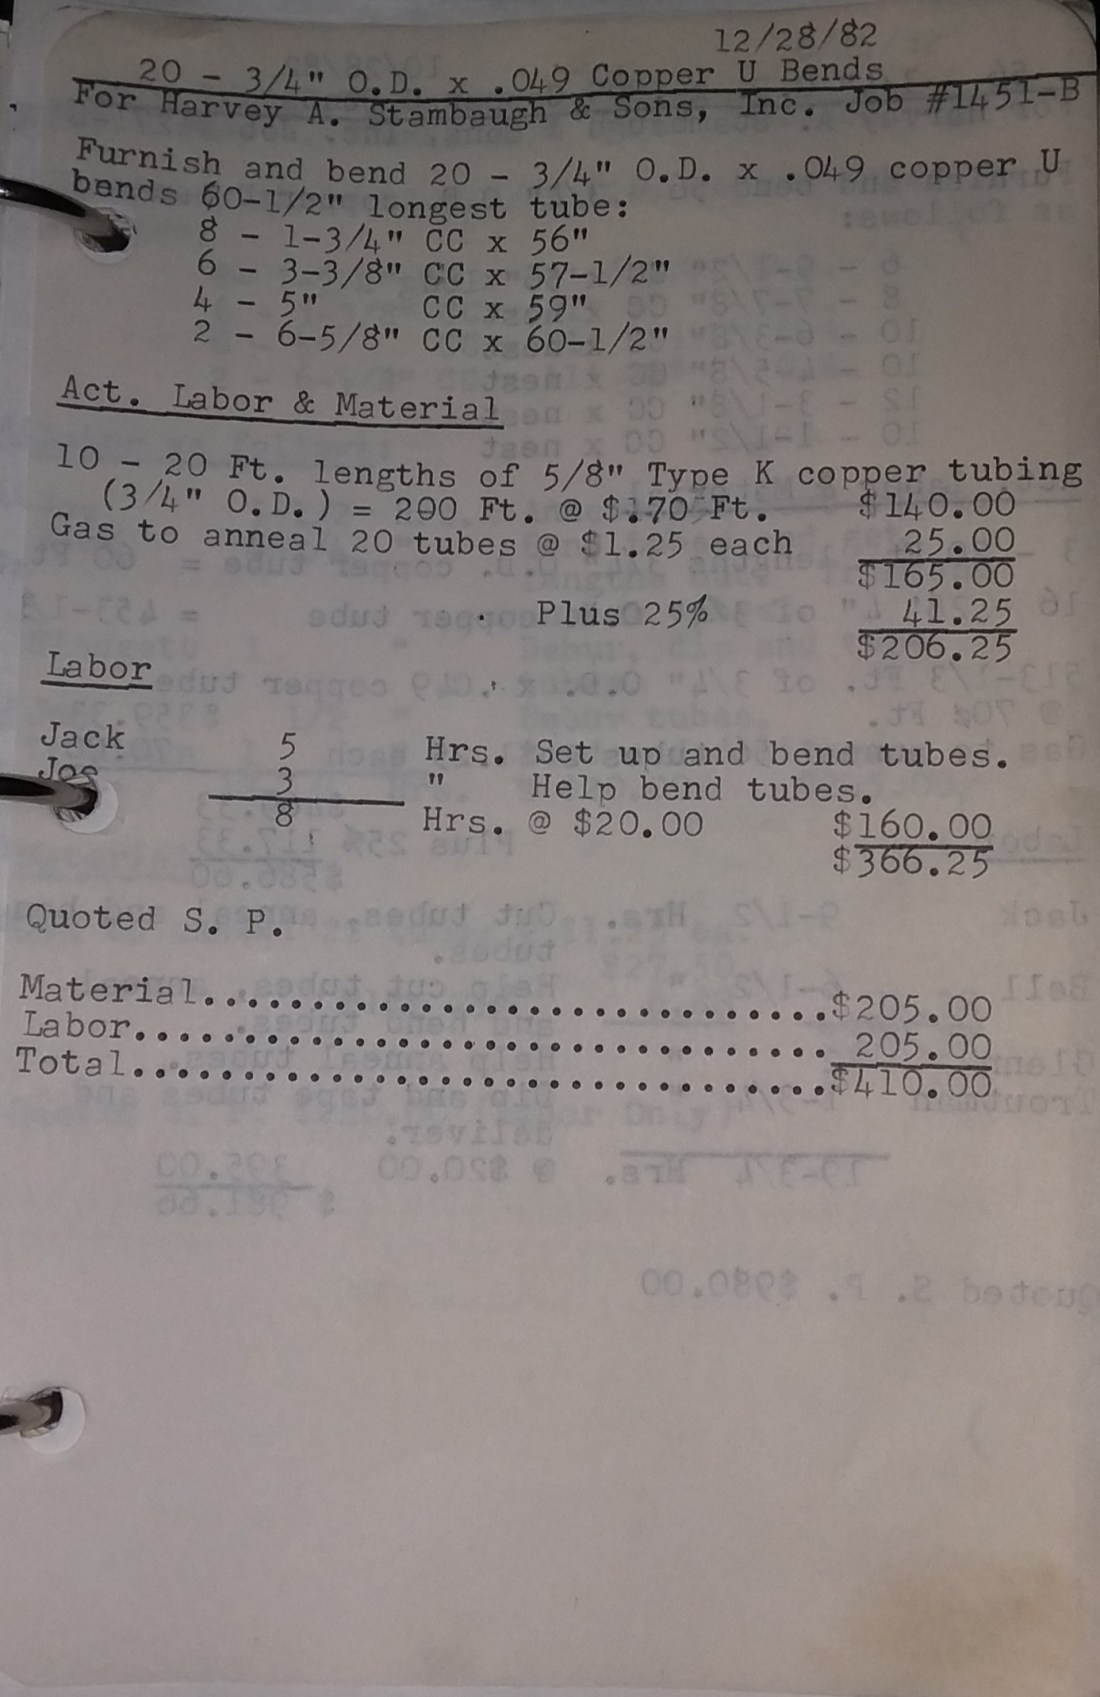 12/28/82
20 - 3/4" O.D. x .049 Copper U Bends
For Harvey A. Stambaugh & Sons, Inc. Job #1451-B
Furnish and bend 20 - 3/4" O.D. x .049 copper U
bends 60-1/2" longest tube:
8 - 1-3/4" CC x 56"
6 - 3-3/8" CC x 57-1/2"
4 - 5" CC x 59"
2 - 6-5/8" CC x 60-1/2"
Act. Labor & Material
10 - 20 Ft. lengths of 5/8" Type K copper tubing
(3/4" O.D.) = 200 Ft. @ $.70 Ft. $140.00
Gas to anneal 20 tubes @ $1.25 each 25.00
$165.00
Plus 25% 41.25
$206.25
Labor
Jack 5 Hrs. Set up and bend tubes.
Joe 3 " Help bend tubes.
8 Hrs. @ $20.00 $160.00
$366.25
Quoted S. P.
Material........................................$205.00
Labor........................................ 205.00
Total........................................$410.00